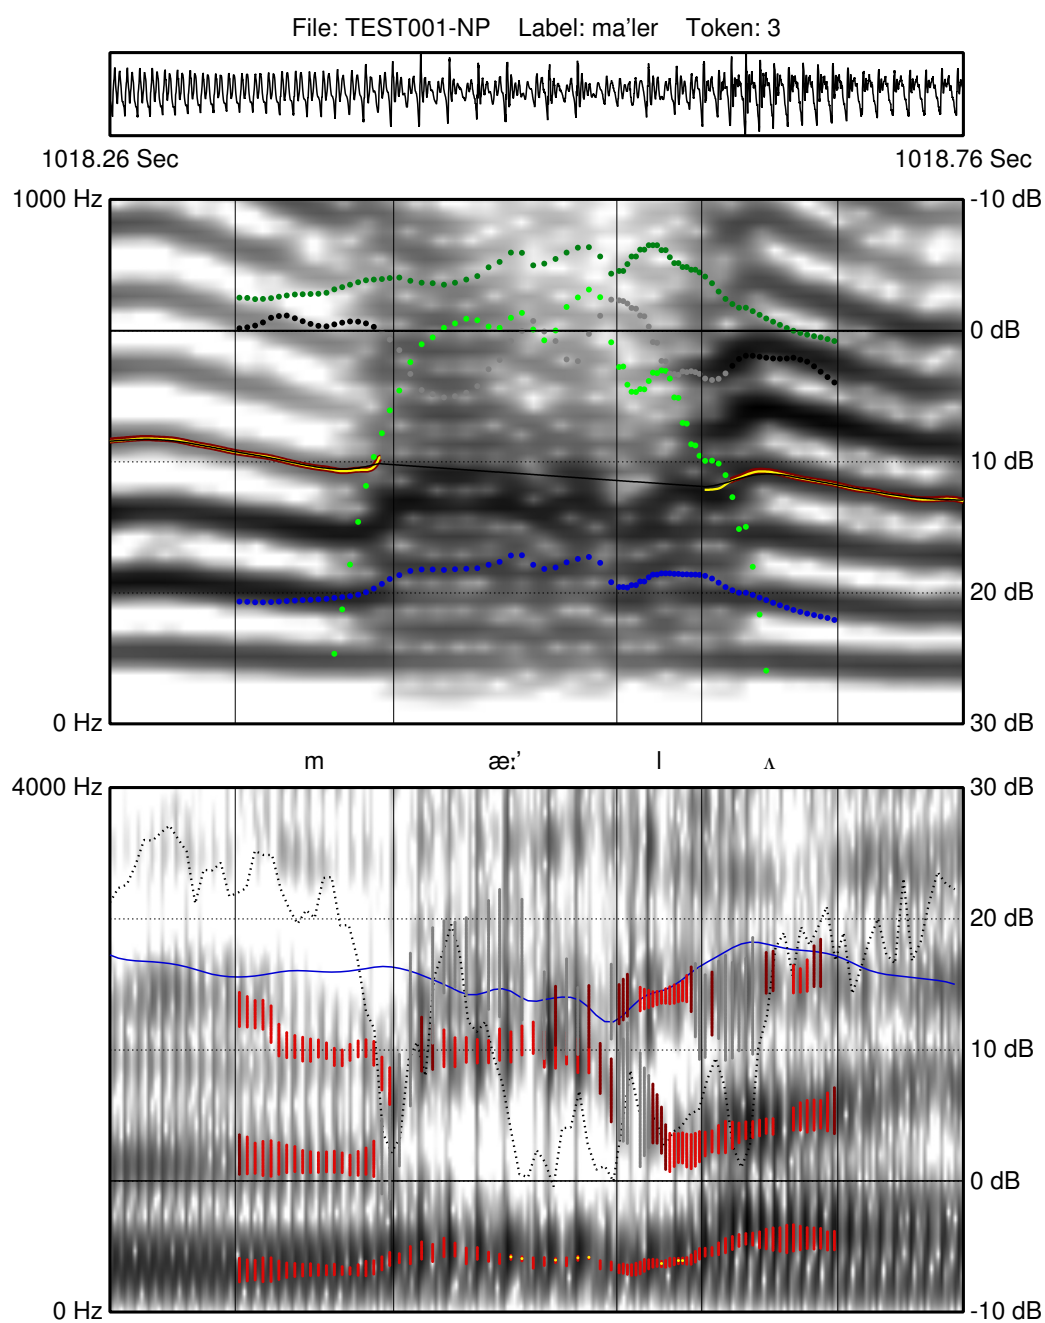 File: TEST001-NP Label: ma'ler Token: 3
1018.26 Sec 1018.76 Sec
1000 Hz -10 dB
0 dB
10 dB
20 dB
0 Hz 30 dB
m æː’ l ʌ
4000 Hz 30 dB
20 dB
10 dB
0 dB
0 Hz -10 dB